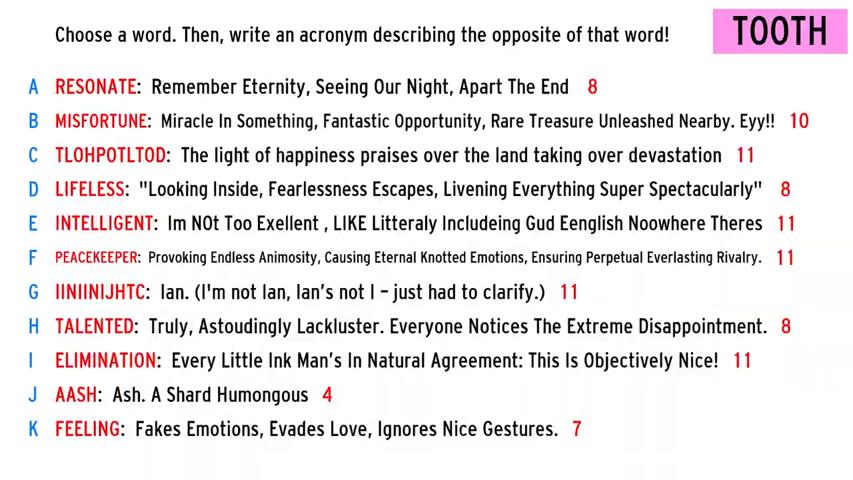 Choose a word. Then, write an acronym describing the opposite of that word!
TOOTH
A RESONATE: Remember Eternity, Seeing Our Night, Apart The End 8
B MISFORTUNE: Miracle In Something, Fantastic Opportunity, Rare Treasure Unleashed Nearby. Eyy!! 10
C TLOHPOTLTOD: The light of happiness praises over the land taking over devastation 11
D LIFELESS: "Looking Inside, Fearlessness Escapes, Livening Everything Super Spectacularly" 8
E INTELLIGENT: Im NOt Too Exellent , LIKE Litteraly Includeing Gud Eenglish Noowhere Theres 11
F PEACEKEEPER: Provoking Endless Animosity, Causing Eternal Knotted Emotions, Ensuring Perpetual Everlasting Rivalry. 11
G IINIINIJHTC: Ian. (I'm not Ian, Ian's not I – just had to clarify.) 11
H TALENTED: Truly, Astoudingly Lackluster. Everyone Notices The Extreme Disappointment. 8
I ELIMINATION: Every Little Ink Man's In Natural Agreement: This Is Objectively Nice! 11
J AASH: Ash. A Shard Humongous 4
K FEELING: Fakes Emotions, Evades Love, Ignores Nice Gestures. 7